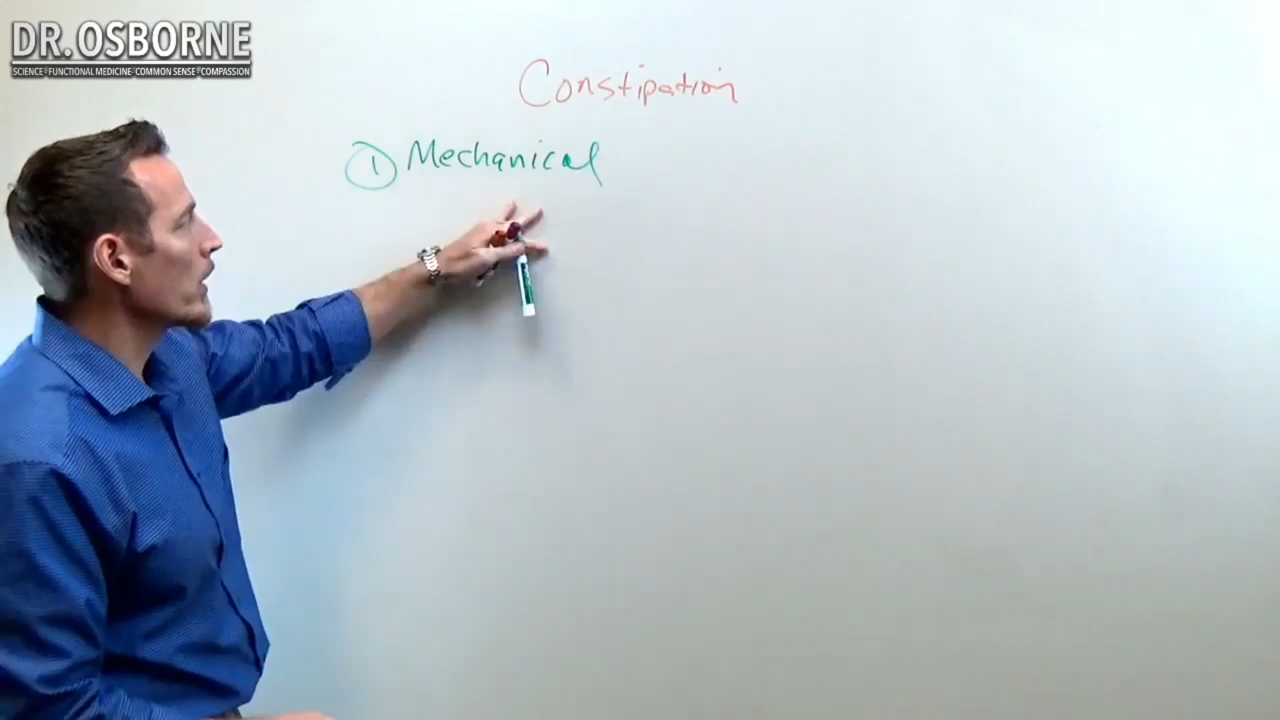 DR. OSBORNE
SCIENCE - FUNCTIONAL MEDICINE - COMMON SENSE - COMPASSION
Constipation
① Mechanical